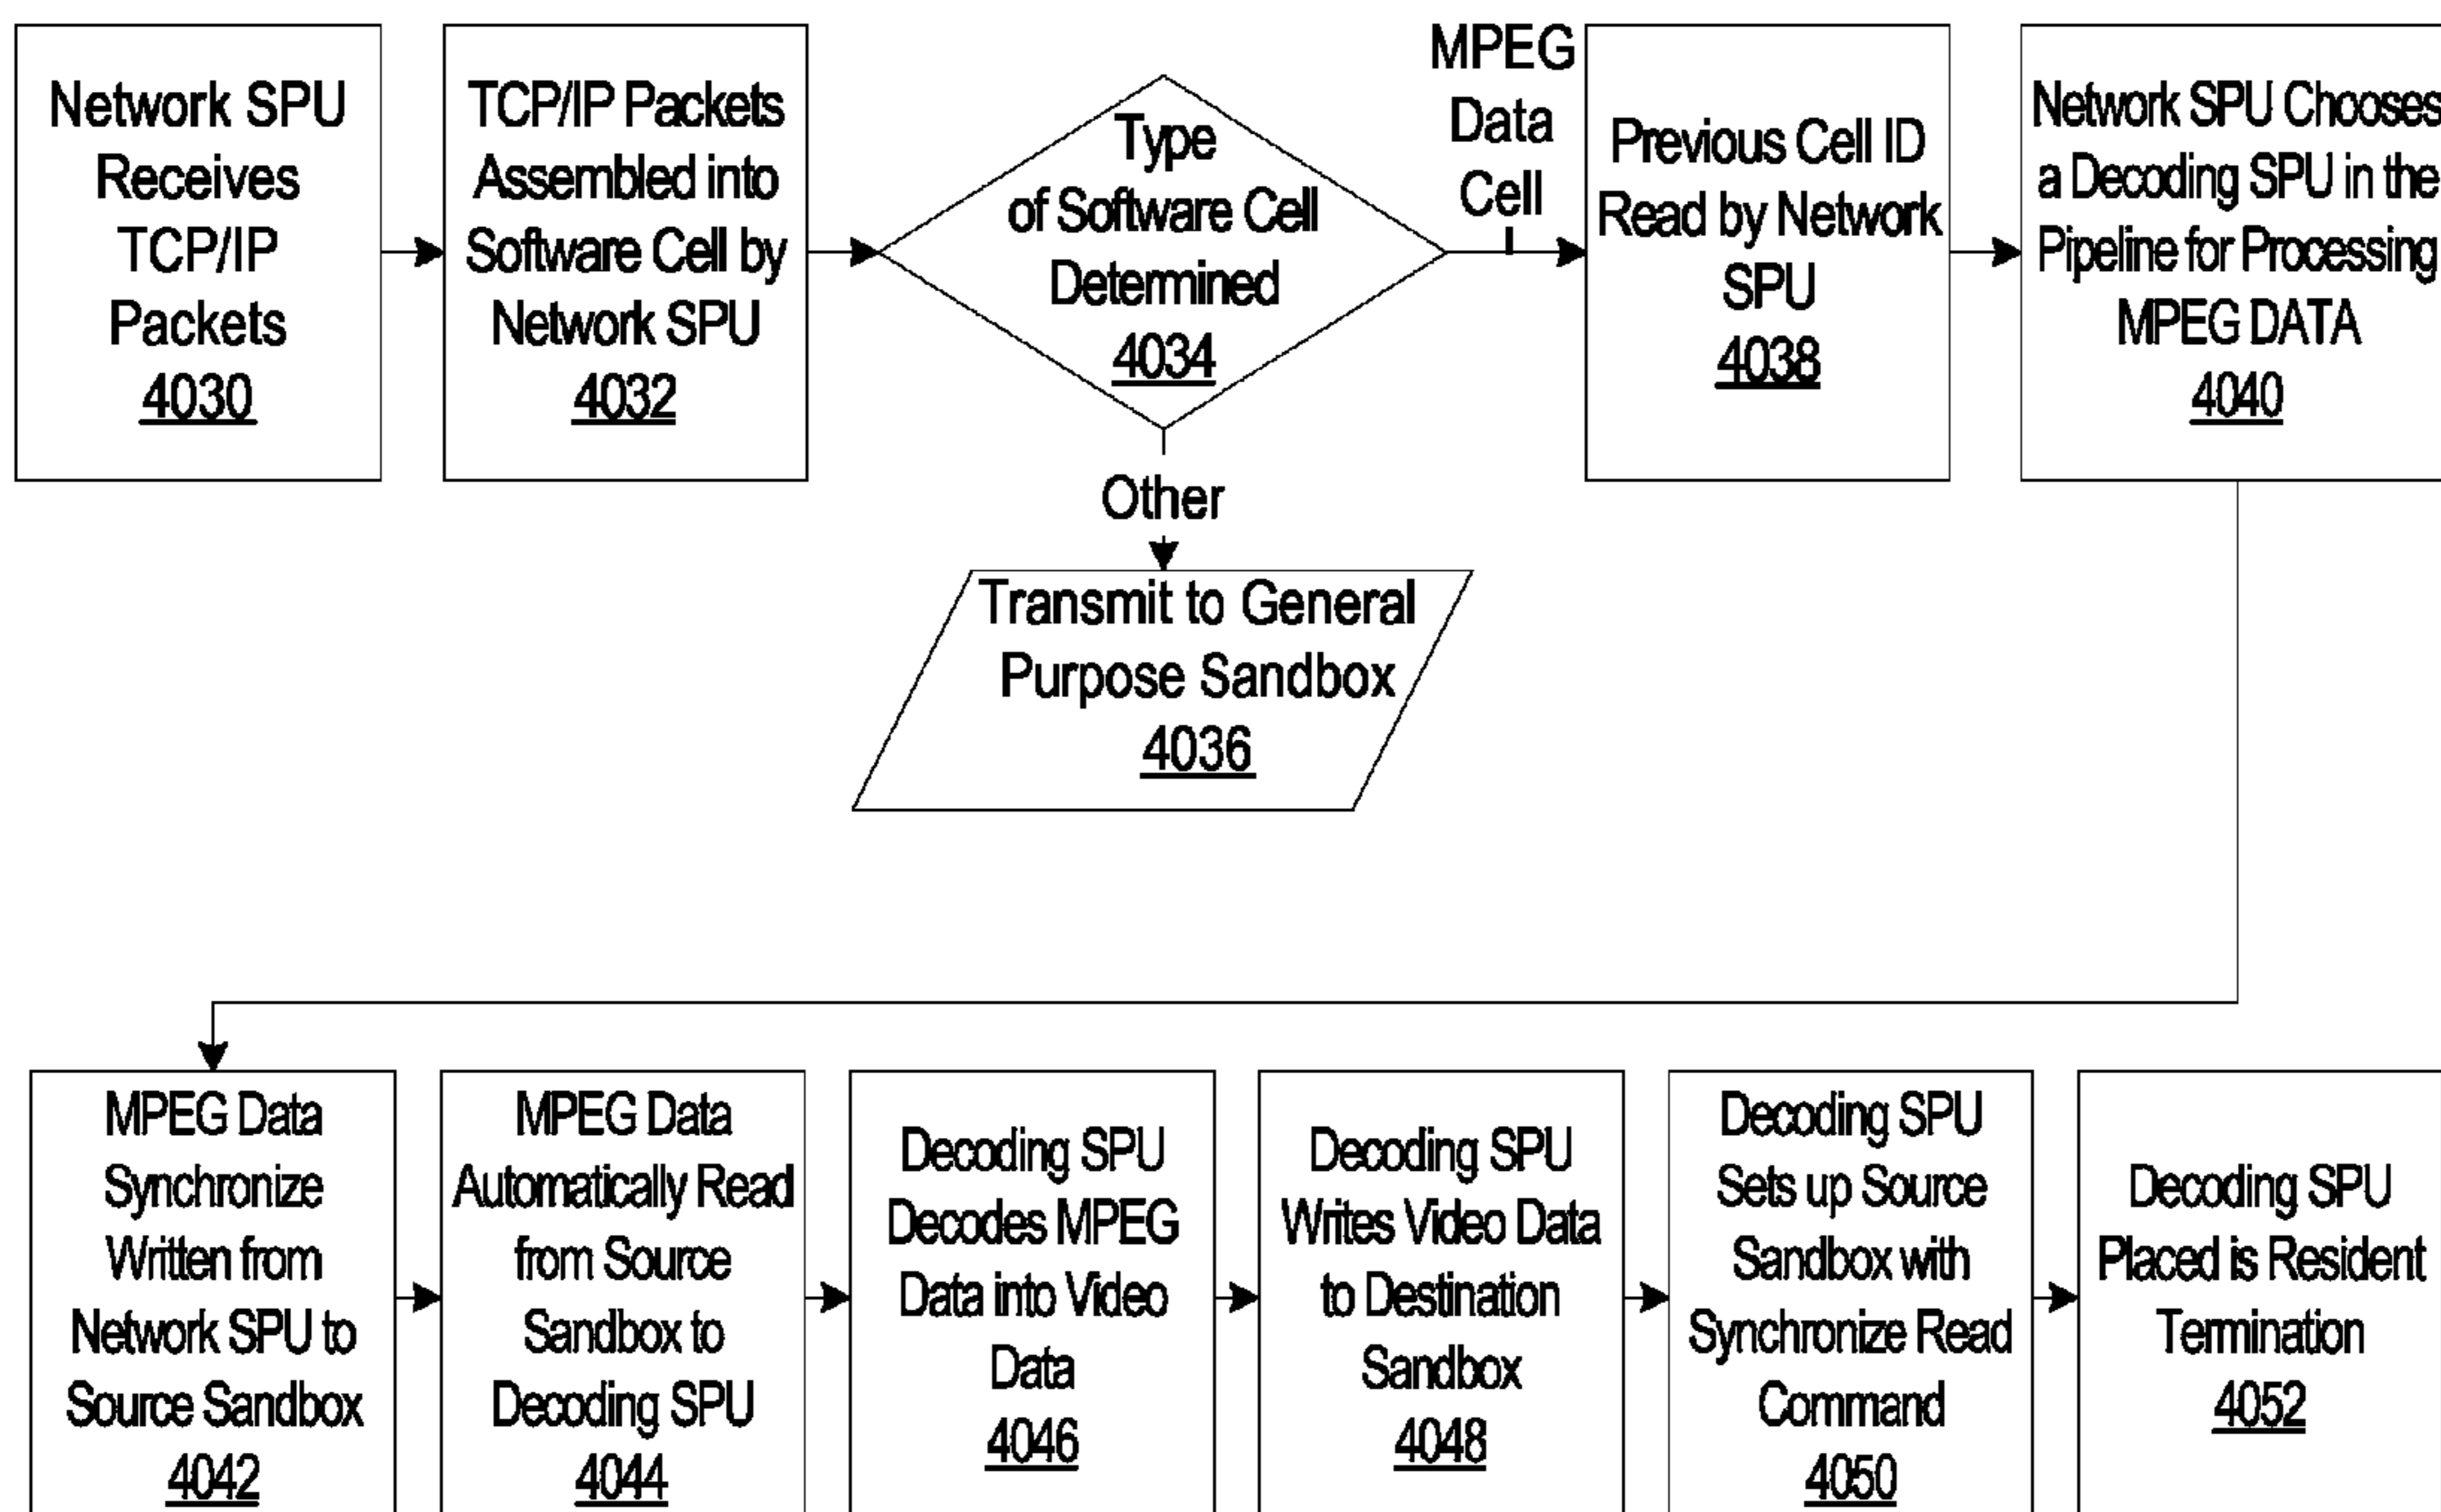 Network SPU
Receives
TCP/IP
Packets
4030
TCP/IP Packets
Assembled into
Software Cell by
Network SPU
4032
Type
of Software Cell
Determined
4034
MPEG
Data
Cell
Other
Transmit to General
Purpose Sandbox
4036
Previous Cell ID
Read by Network
SPU
4038
Network SPU Chooses
a Decoding SPU in the
Pipeline for Processing
MPEG DATA
4040
MPEG Data
Synchronize
Written from
Network SPU to
Source Sandbox
4042
MPEG Data
Automatically Read
from Source
Sandbox to
Decoding SPU
4044
Decoding SPU
Decodes MPEG
Data into Video
Data
4046
Decoding SPU
Writes Video Data
to Destination
Sandbox
4048
Decoding SPU
Sets up Source
Sandbox with
Synchronize Read
Command
4050
Decoding SPU
Placed is Resident
Termination
4052